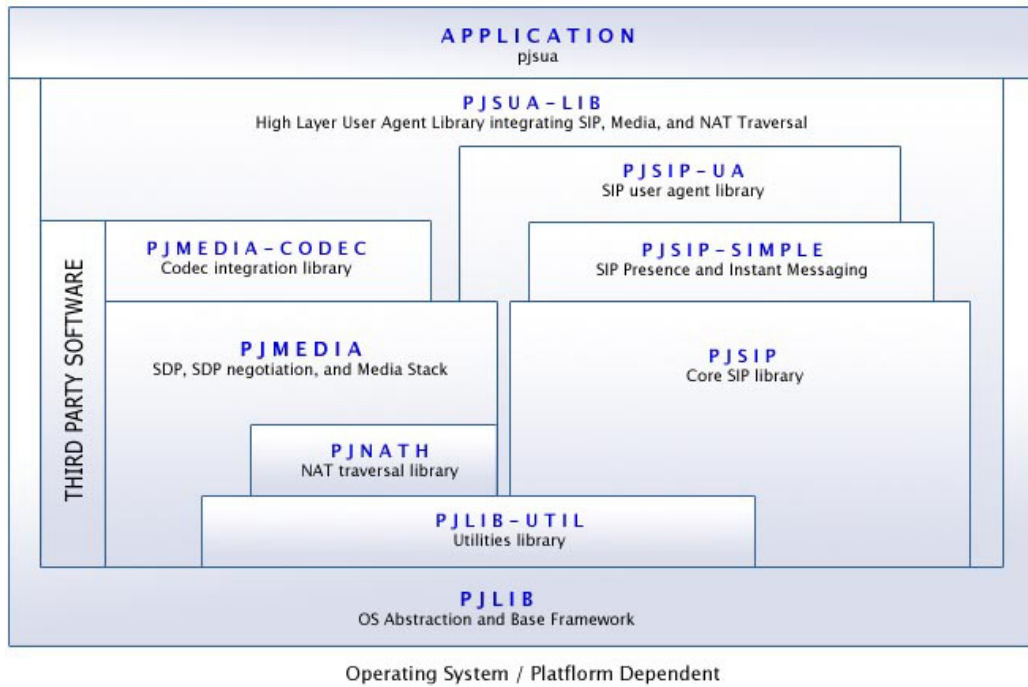 APPLICATION
pjsua
PJSUA-LIB
High Layer User Agent Library integrating SIP, Media, and NAT Traversal
PJSIP-UA
SIP user agent library
PJMEDIA-CODEC
Codec integration library
PJSIP-SIMPLE
SIP Presence and Instant Messaging
THIRD PARTY SOFTWARE
PJMEDIA
SDP, SDP negotiation, and Media Stack
PJSIP
Core SIP library
PJNATH
NAT traversal library
PJLIB-UTIL
Utilities library
PJLIB
OS Abstraction and Base Framework
Operating System / Platflorm Dependent